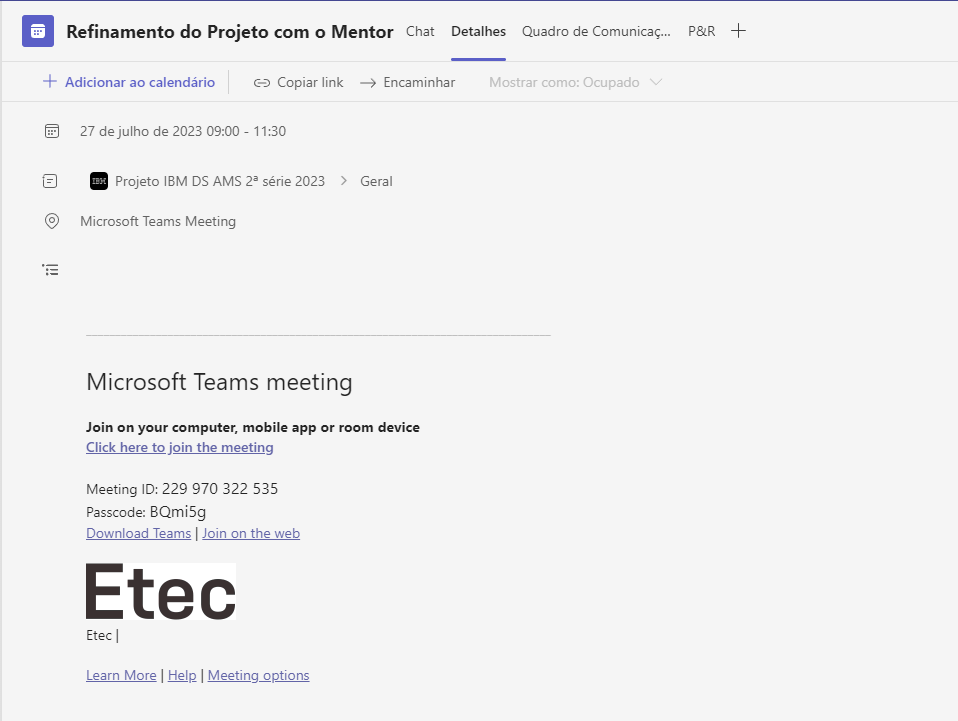 Refinamento do Projeto com o Mentor Chat Detalhes Quadro de Comunicaç... P&R
Adicionar ao calendário Copiar link Encaminhar Mostrar como: Ocupado
27 de julho de 2023 09:00 - 11:30
IBM Projeto IBM DS AMS 2ª série 2023 > Geral
Microsoft Teams Meeting
________________________________________________________________________________
Microsoft Teams meeting
Join on your computer, mobile app or room device
Click here to join the meeting
Meeting ID: 229 970 322 535
Passcode: BQmi5g
Download Teams | Join on the web
Etec
Etec |
Learn More | Help | Meeting options